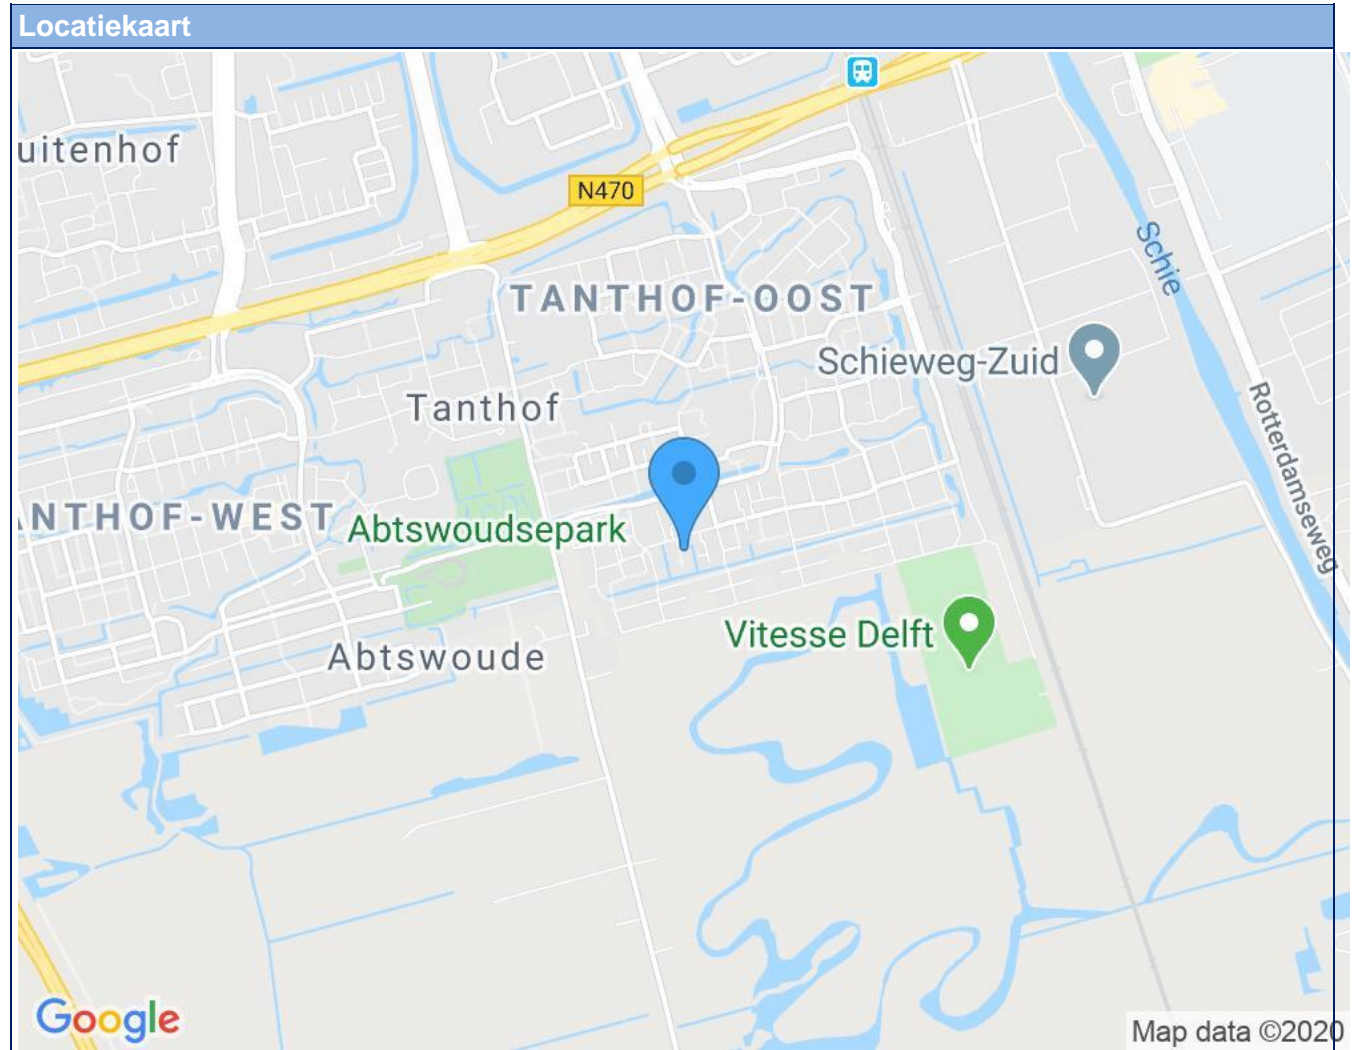 Locatiekaart
uitenhof
N470
Schie
TANTHOF-OOST
Schieweg-Zuid
Tanthof
Rotterdamseweg
ANTHOF-WEST
Abtswoudsepark
Vitesse Delft
Abtswoude
Google
Map data ©2020